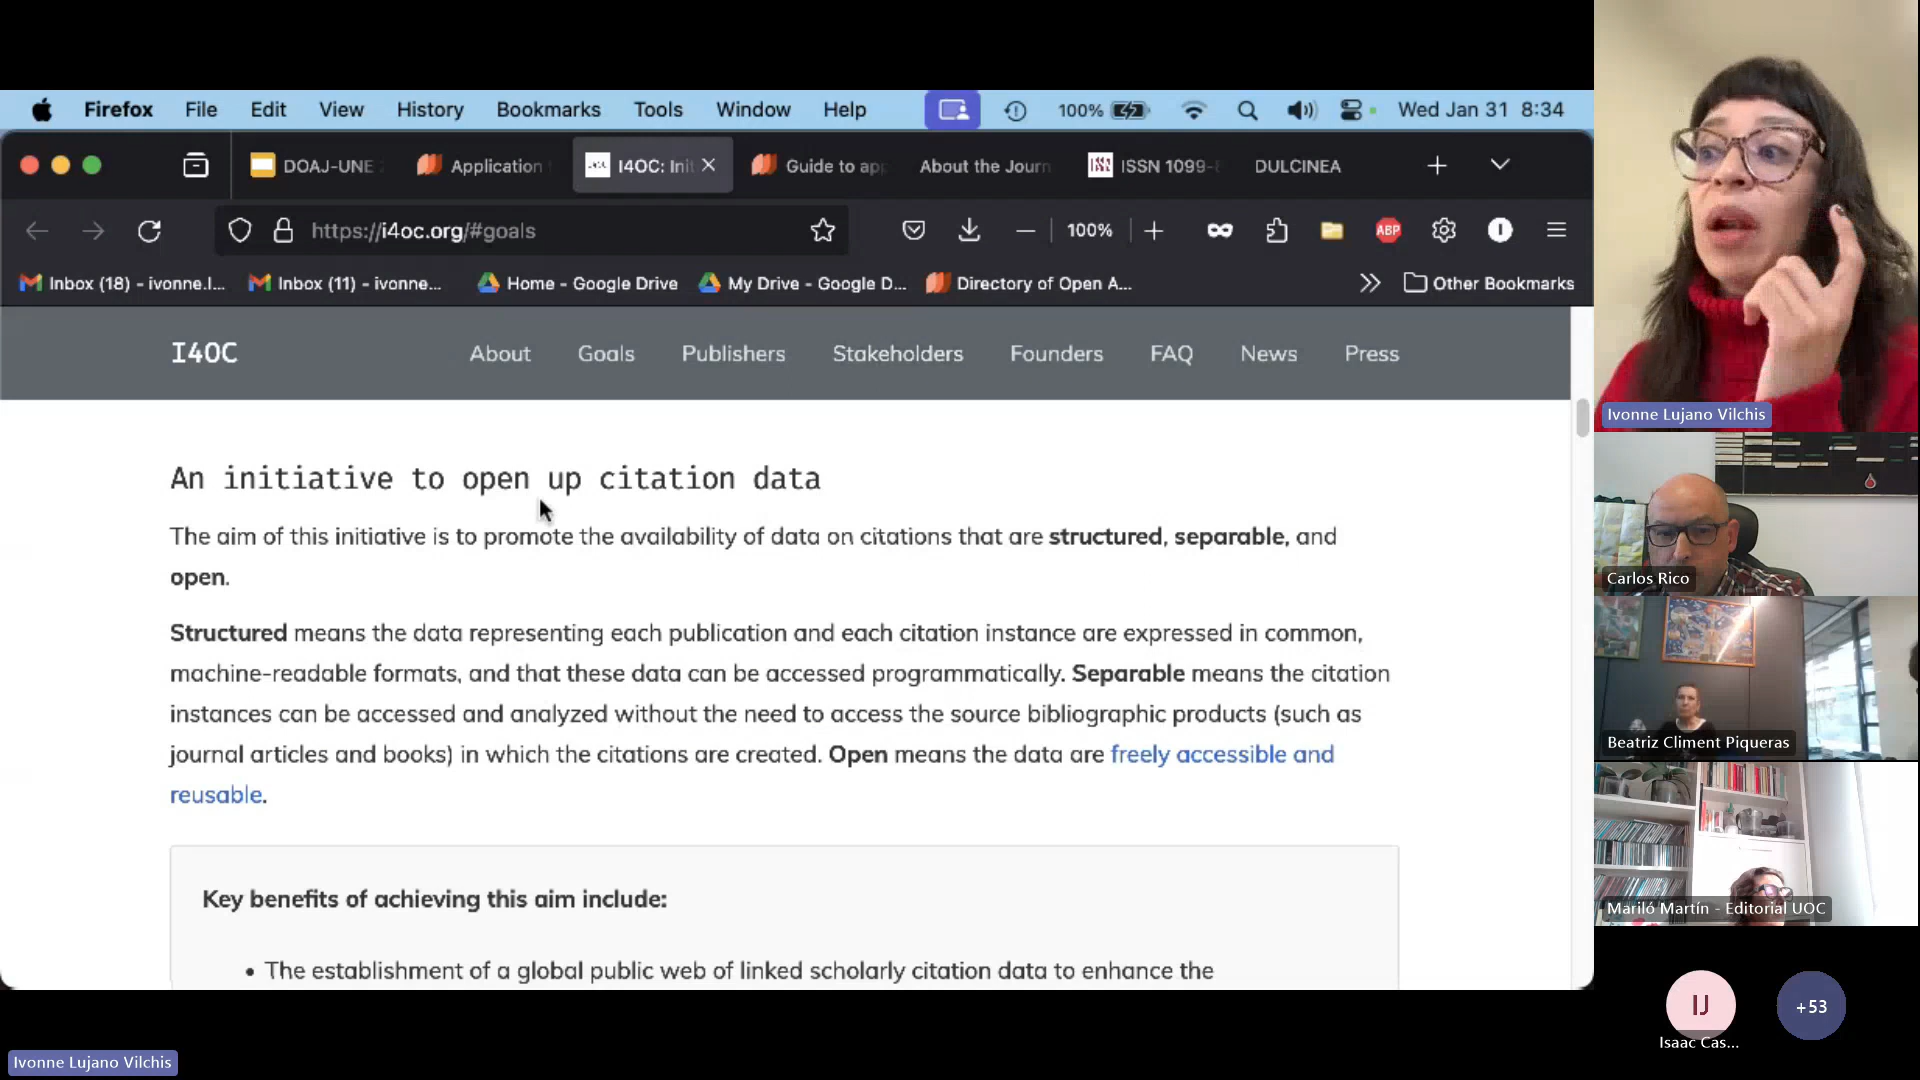 Firefox File Edit View History Bookmarks Tools Window Help 100% Wed Jan 31 8:34
DOAJ-UNE Application I4OC: Init Guide to app About the Journ ISSN 1099- DULCINEA
https://i4oc.org/#goals 100% ABP I
Inbox (18) - ivonne.l... Inbox (11) - ivonne... Home - Google Drive My Drive - Google D... Directory of Open A... Other Bookmarks
I4OC About Goals Publishers Stakeholders Founders FAQ News Press
An initiative to open up citation data
The aim of this initiative is to promote the availability of data on citations that are structured, separable, and
open.
Structured means the data representing each publication and each citation instance are expressed in common,
machine-readable formats, and that these data can be accessed programmatically. Separable means the citation
instances can be accessed and analyzed without the need to access the source bibliographic products (such as
journal articles and books) in which the citations are created. Open means the data are freely accessible and
reusable.
Key benefits of achieving this aim include:
• The establishment of a global public web of linked scholarly citation data to enhance the
Ivonne Lujano Vilchis
Carlos Rico
Beatriz Climent Piqueras
Mariló Martín - Editorial UOC
IJ
+53
Isaac Cas...
Ivonne Lujano Vilchis